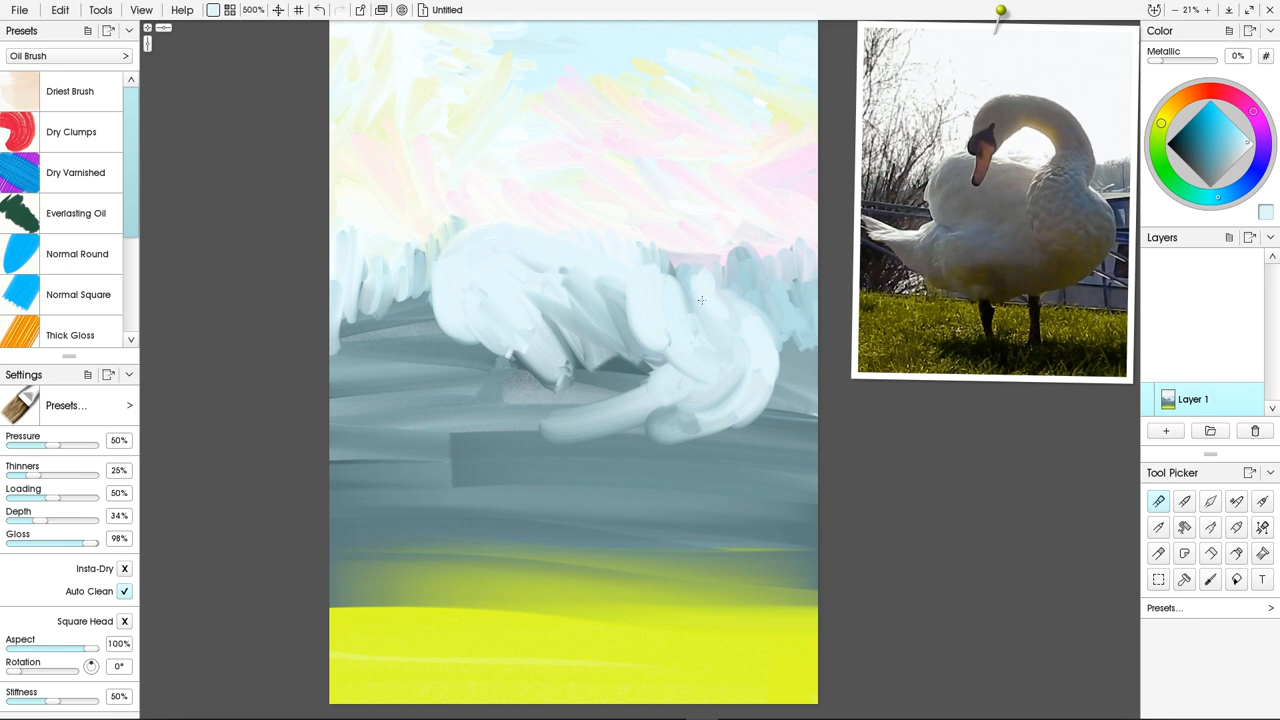 File Edit Tools View Help 500% Untitled 21%
Presets
Oil Brush >
Driest Brush
Dry Clumps
Dry Varnished
Everlasting Oil
Normal Round
Normal Square
Thick Gloss
Settings
Presets... >
Pressure 50%
Thinners 25%
Loading 50%
Depth 34%
Gloss 98%
Insta-Dry X
Auto Clean
Square Head X
Aspect 100%
Rotation 0°
Stiffness 50%
Color
Metallic 0% #
Layers
Layer 1
Tool Picker
T
Presets... >